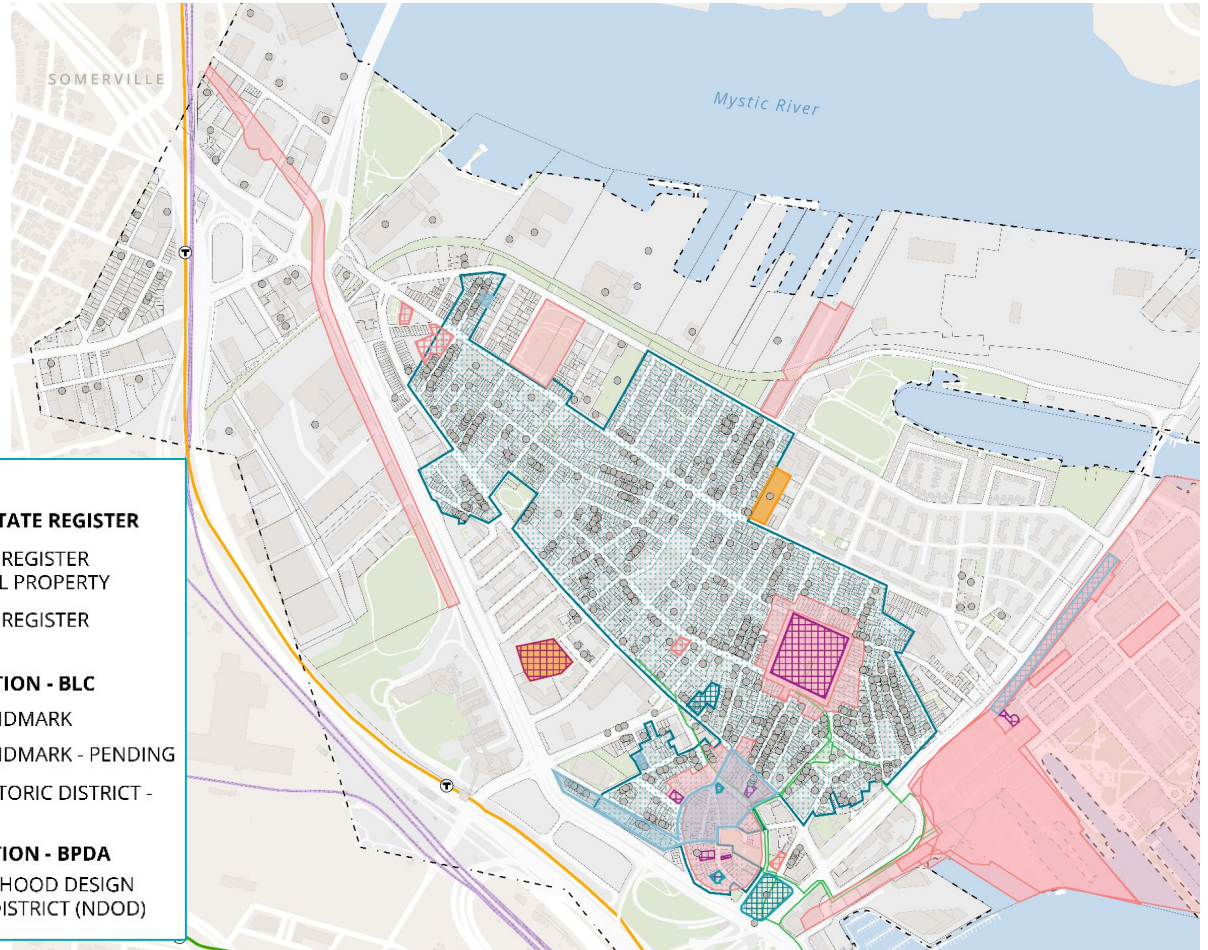 SOMERVILLE
Mystic River
T
TATE REGISTER
REGISTER
L PROPERTY
REGISTER
TION - BLC
NDMARK
NDMARK - PENDING
TORIC DISTRICT -
TION - BPDA
HOOD DESIGN
DISTRICT (NDOD)
T